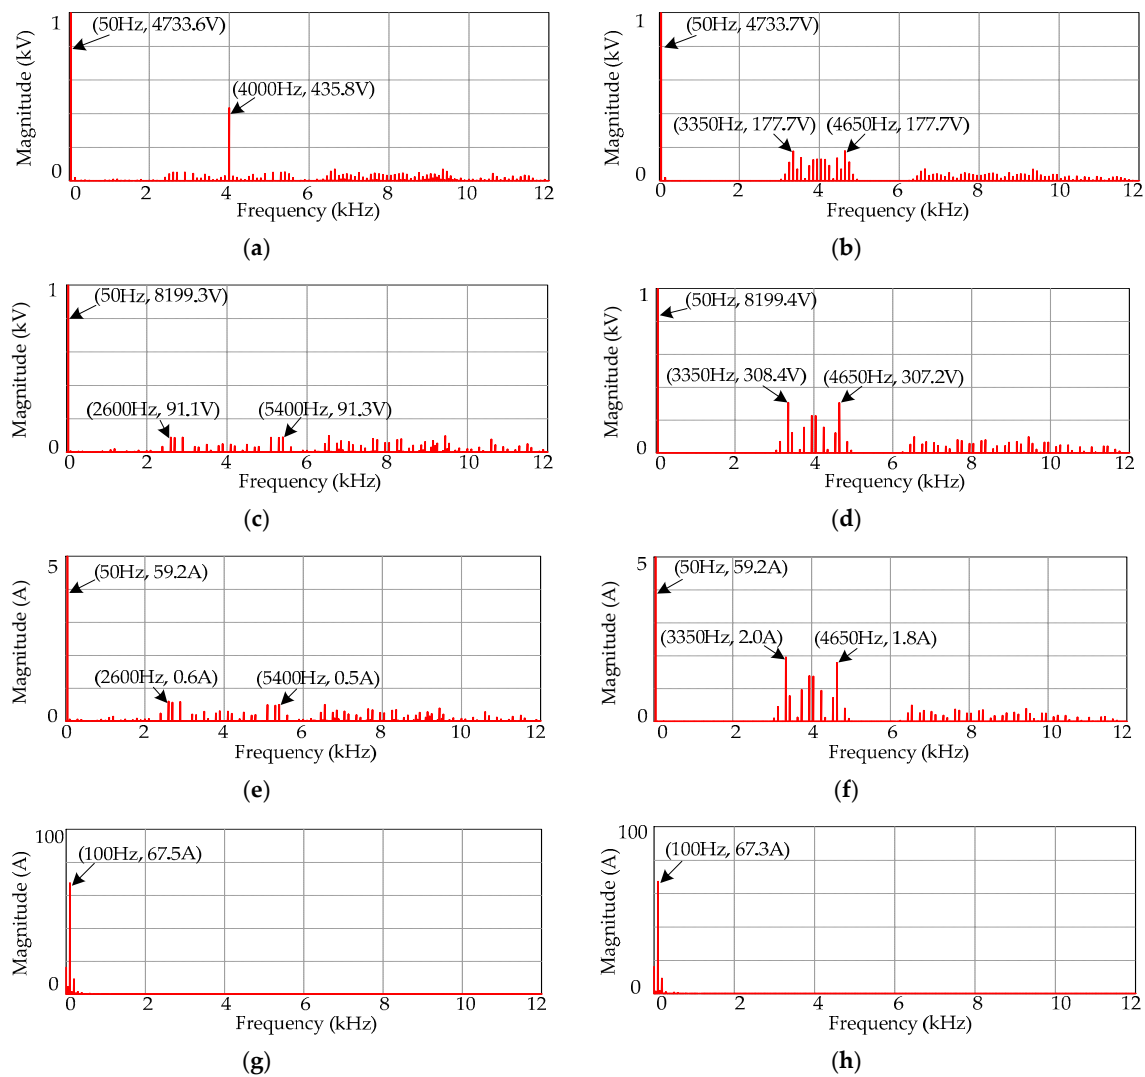 1
(50Hz, 4733.6V)
(4000Hz, 435.8V)
Magnitude (kV)
0
0 2 4 6 8 10 12
Frequency (kHz)
(a)
1
(50Hz, 4733.7V)
(3350Hz, 177.7V)
(4650Hz, 177.7V)
Magnitude (kV)
0
0 2 4 6 8 10 12
Frequency (kHz)
(b)
1
(50Hz, 8199.3V)
(2600Hz, 91.1V)
(5400Hz, 91.3V)
Magnitude (kV)
0
0 2 4 6 8 10 12
Frequency (kHz)
(c)
1
(50Hz, 8199.4V)
(3350Hz, 308.4V)
(4650Hz, 307.2V)
Magnitude (kV)
0
0 2 4 6 8 10 12
Frequency (kHz)
(d)
5
(50Hz, 59.2A)
(2600Hz, 0.6A)
(5400Hz, 0.5A)
Magnitude (A)
0
0 2 4 6 8 10 12
Frequency (kHz)
(e)
5
(50Hz, 59.2A)
(3350Hz, 2.0A)
(4650Hz, 1.8A)
Magnitude (A)
0
0 2 4 6 8 10 12
Frequency (kHz)
(f)
100
(100Hz, 67.5A)
Magnitude (A)
0
0 2 4 6 8 10 12
Frequency (kHz)
(g)
100
(100Hz, 67.3A)
Magnitude (A)
0
0 2 4 6 8 10 12
Frequency (kHz)
(h)